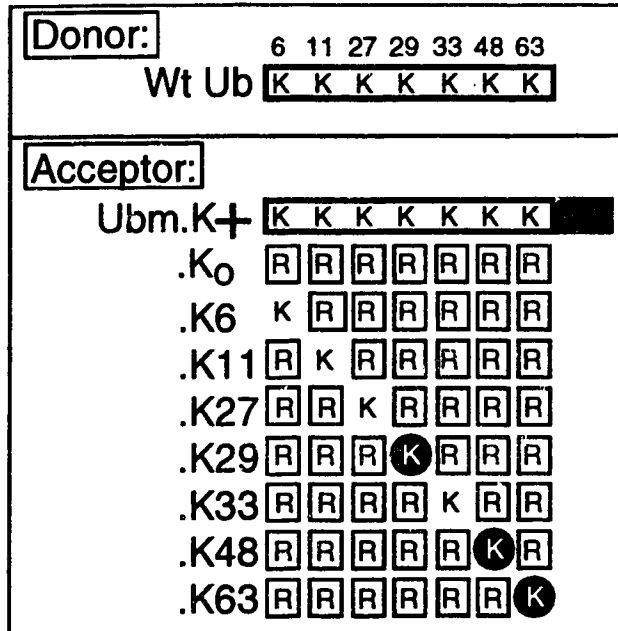 Donor:
6 11 27 29 33 48 63
Wt Ub K K K K K K K
Acceptor:
Ubm.K+ K K K K K K K
.K0 R R R R R R R
.K6 K R R R R R R
.K11 R K R R R R R
.K27 R R K R R R R
.K29 R R R K R R R
.K33 R R R R K R R
.K48 R R R R R K R
.K63 R R R R R R K